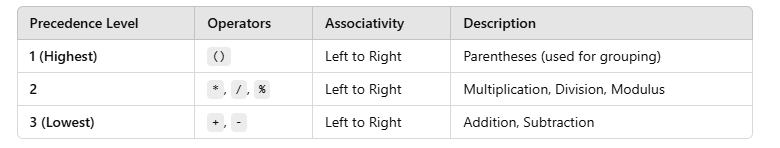 Precedence Level Operators Associativity Description
1 (Highest) () Left to Right Parentheses (used for grouping)
2 *, /, % Left to Right Multiplication, Division, Modulus
3 (Lowest) +, - Left to Right Addition, Subtraction